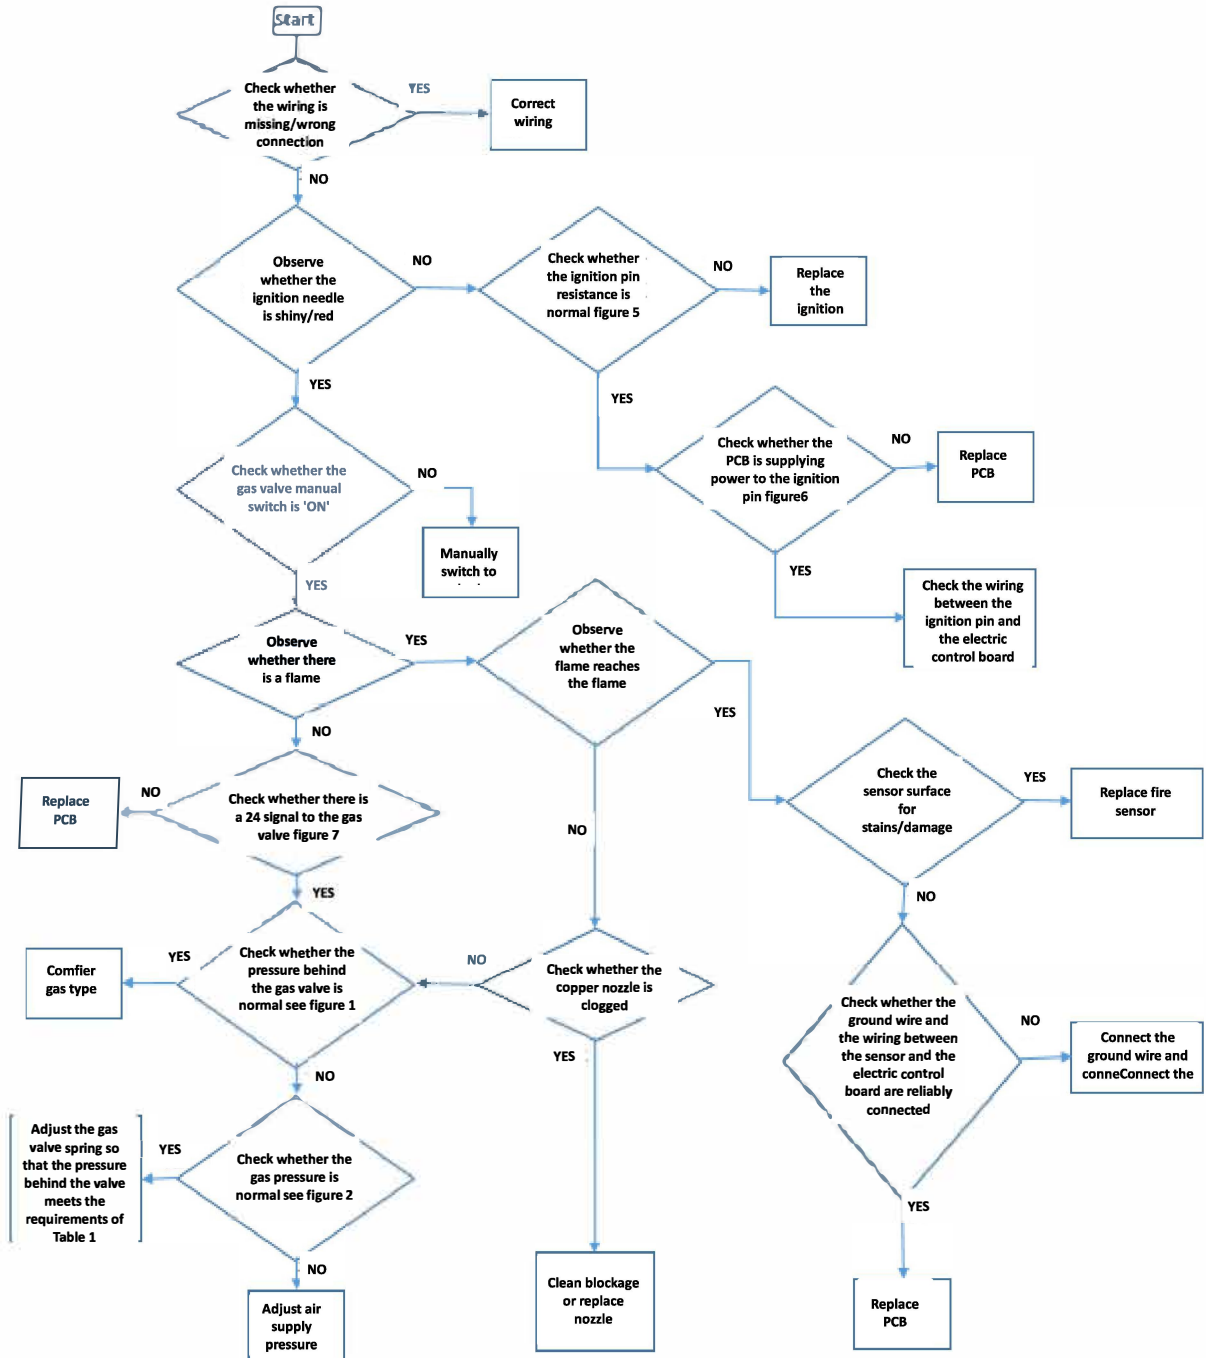 Start
Check whether
the wiring is
missing/wrong
connection
YES
Correct
wiring
NO
Observe
whether the
ignition needle
is shiny/red
NO
Check whether
the ignition pin
resistance is
normal figure 5
NO
Replace
the
ignition
YES
YES
Check whether the
gas valve manual
switch is 'ON'
NO
Manually
switch to
Check whether the
PCB is supplying
power to the ignition
pin figure6
NO
Replace
PCB
YES
YES
Check the wiring
between the
ignition pin and
the electric
control board
Observe
whether there
is a flame
YES
Observe
whether the
flame reaches
the flame
YES
NO
NO
Replace
PCB
NO
Check whether there is
a 24 signal to the gas
valve figure 7
YES
Check the
sensor surface
for
stains/damage
YES
Replace fire
sensor
NO
Comfier
gas type
YES
Check whether the
pressure behind
the gas valve is
normal see figure 1
NO
Check whether the
copper nozzle is
clogged
YES
NO
Check whether the
ground wire and
the wiring between
the sensor and the
electric control
board are reliably
connected
NO
Connect the
ground wire and
conneConnect the
YES
Adjust the gas
valve spring so
that the pressure
behind the valve
meets the
requirements of
Table 1
YES
Check whether the
gas pressure is
normal see figure 2
NO
Adjust air
supply
pressure
Clean blockage
or replace
nozzle
Replace
PCB